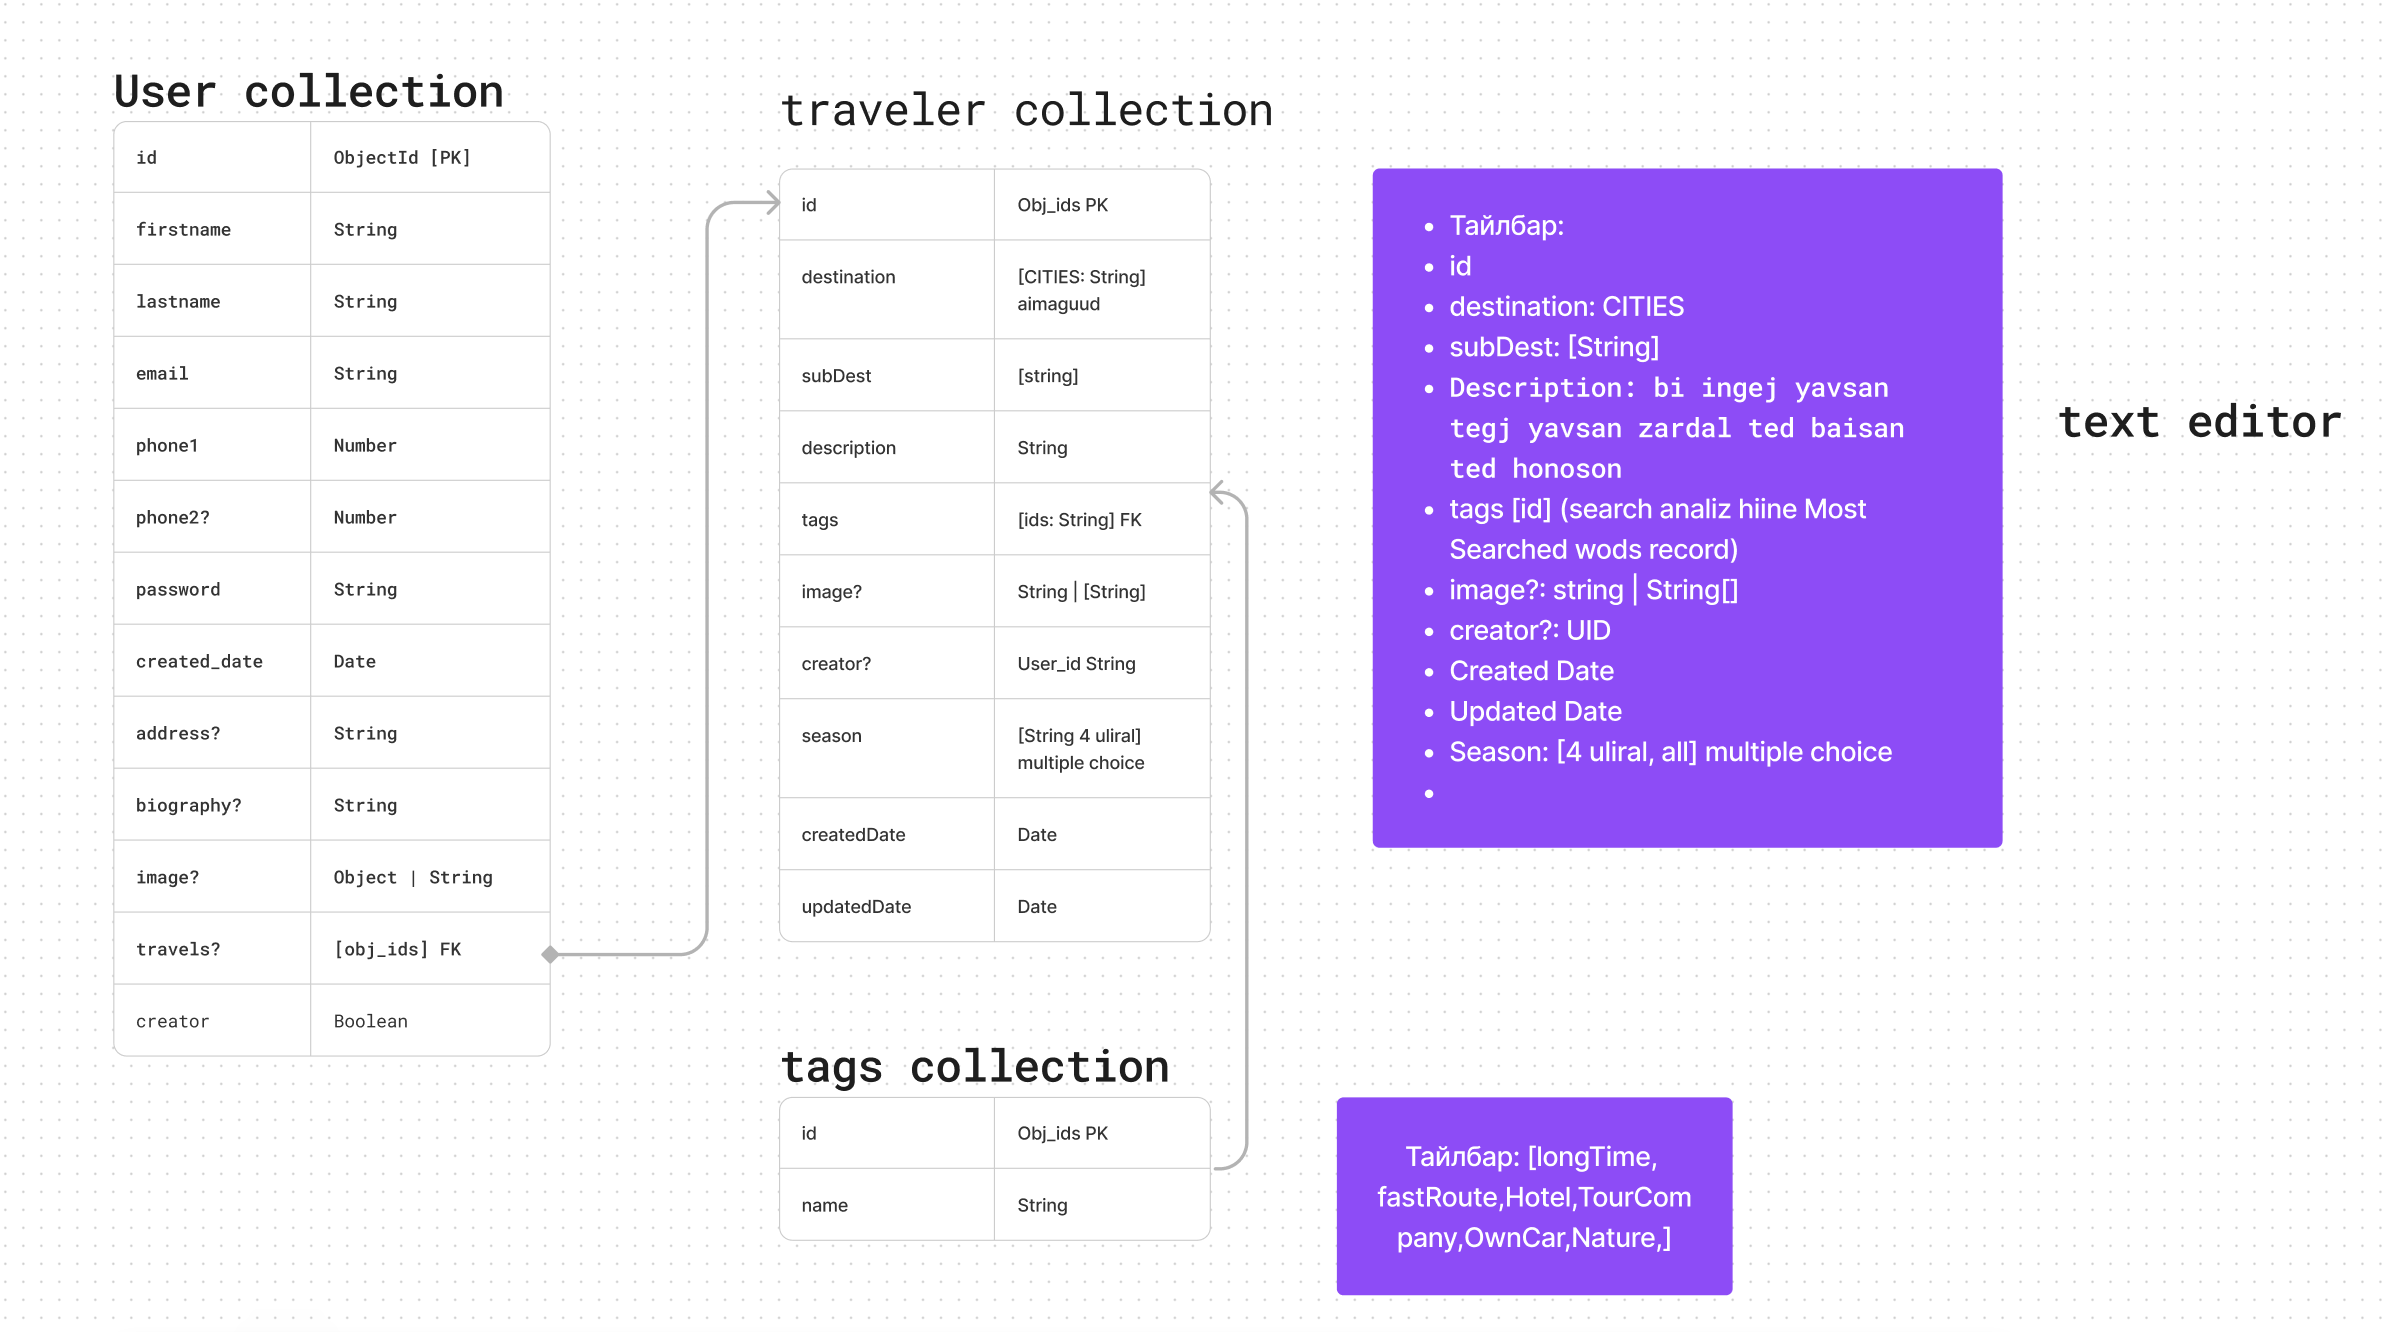 User collection
id ObjectId [PK]
firstname String
lastname String
email String
phone1 Number
phone2? Number
password String
created_date Date
address? String
biography? String
image? Object | String
travels? [obj_ids] FK
creator Boolean
traveler collection
id Obj_ids PK
destination [CITIES: String]
aimaguud
subDest [string]
description String
tags [ids: String] FK
image? String | [String]
creator? User_id String
season [String 4 uliral]
multiple choice
createdDate Date
updatedDate Date
tags collection
id Obj_ids PK
name String
• Тайлбар:
• id
• destination: CITIES
• subDest: [String]
• Description: bi ingej yavsan
tegj yavsan zardal ted baisan
ted honoson
• tags [id] (search analiz hiine Most
Searched wods record)
• image?: string | String[]
• creator?: UID
• Created Date
• Updated Date
• Season: [4 uliral, all] multiple choice
•
text editor
Тайлбар: [longTime,
fastRoute,Hotel,TourCom
pany,OwnCar,Nature,]